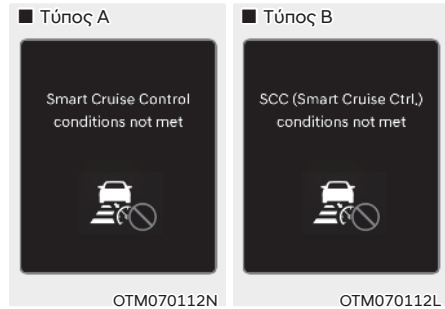 ■ Τύπος A
Smart Cruise Control
conditions not met
OTM070112N
■ Τύπος B
SCC (Smart Cruise Ctrl.)
conditions not met
OTM070112L